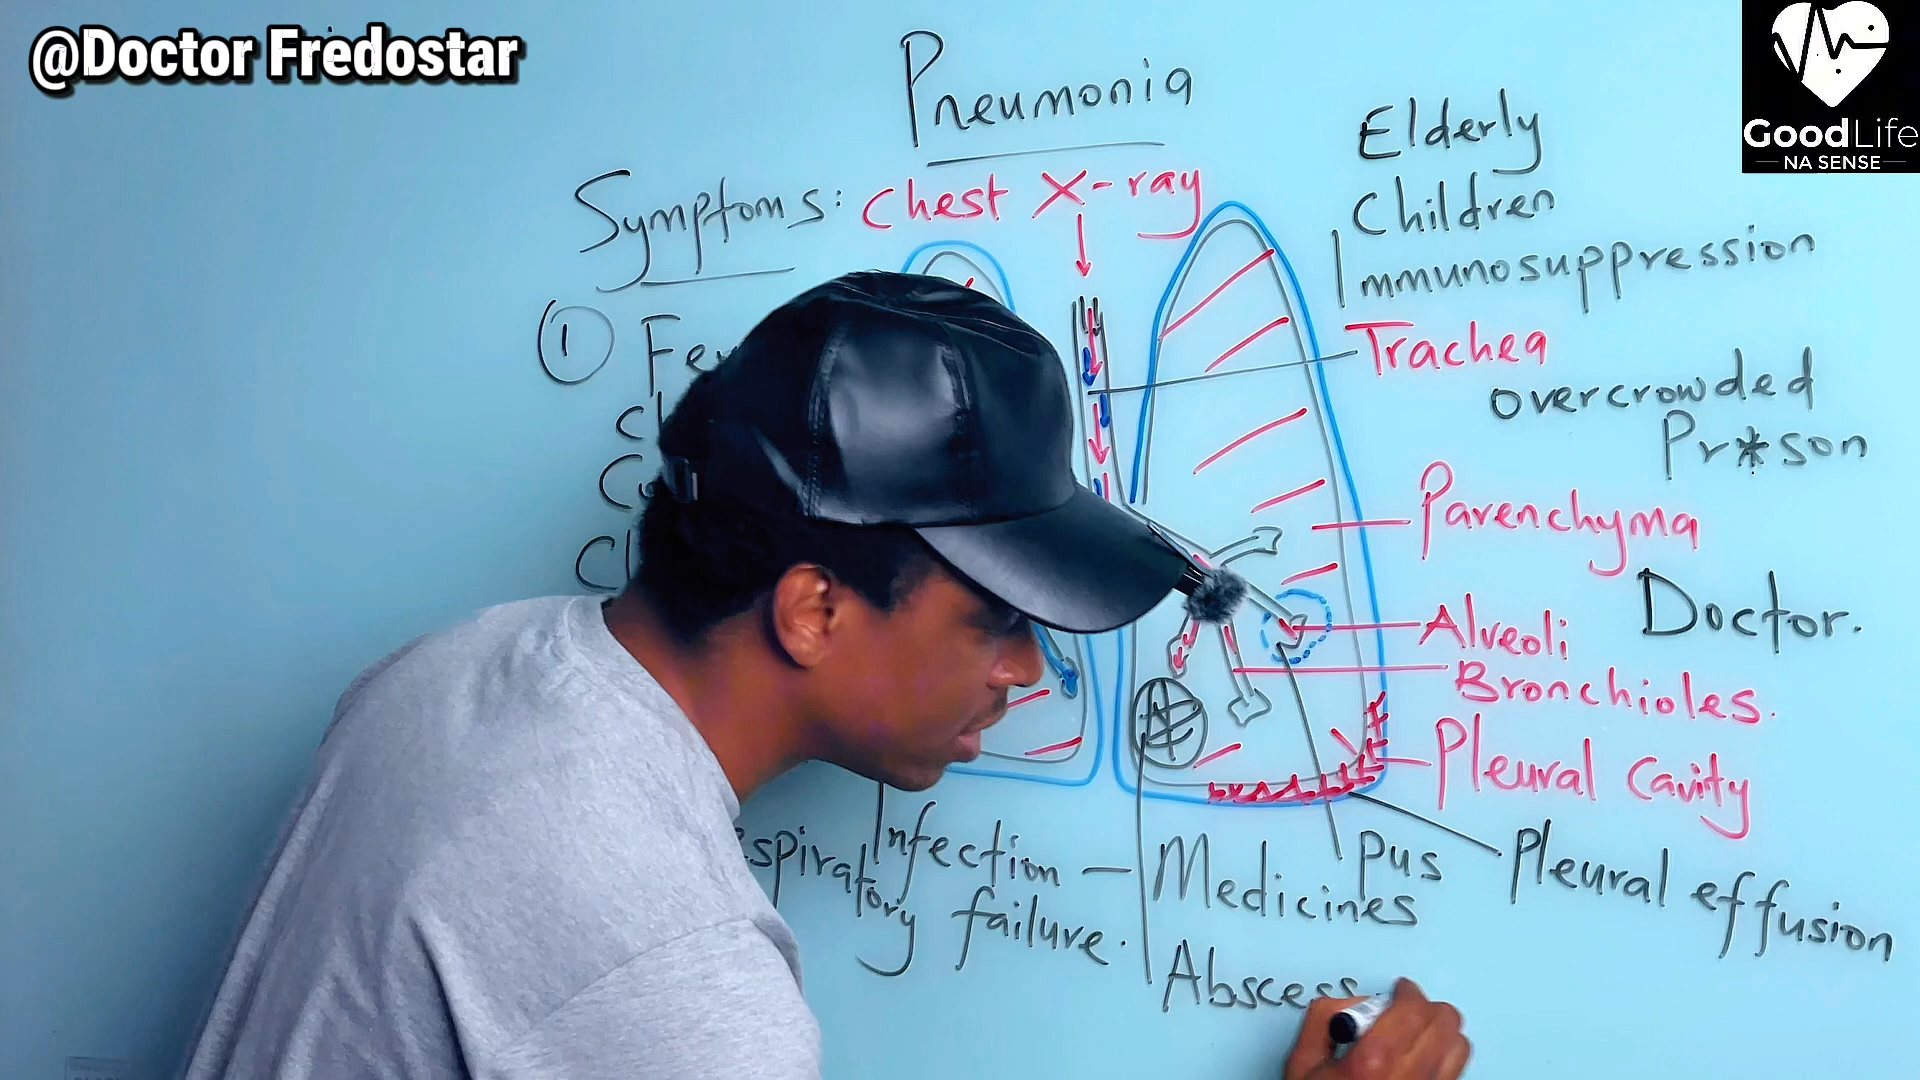 @Doctor Fredostar
GoodLife
NA SENSE
Pneumonia
Symptoms:
Chest X-ray
1
Elderly
Children
Immunosuppression
Trachea
overcrowded
Pr*son
Parenchyma
Doctor.
Alveoli
Bronchioles.
Pleural Cavity
Infection - Medicines
failure.
Pus
Pleural effusion
Abscess